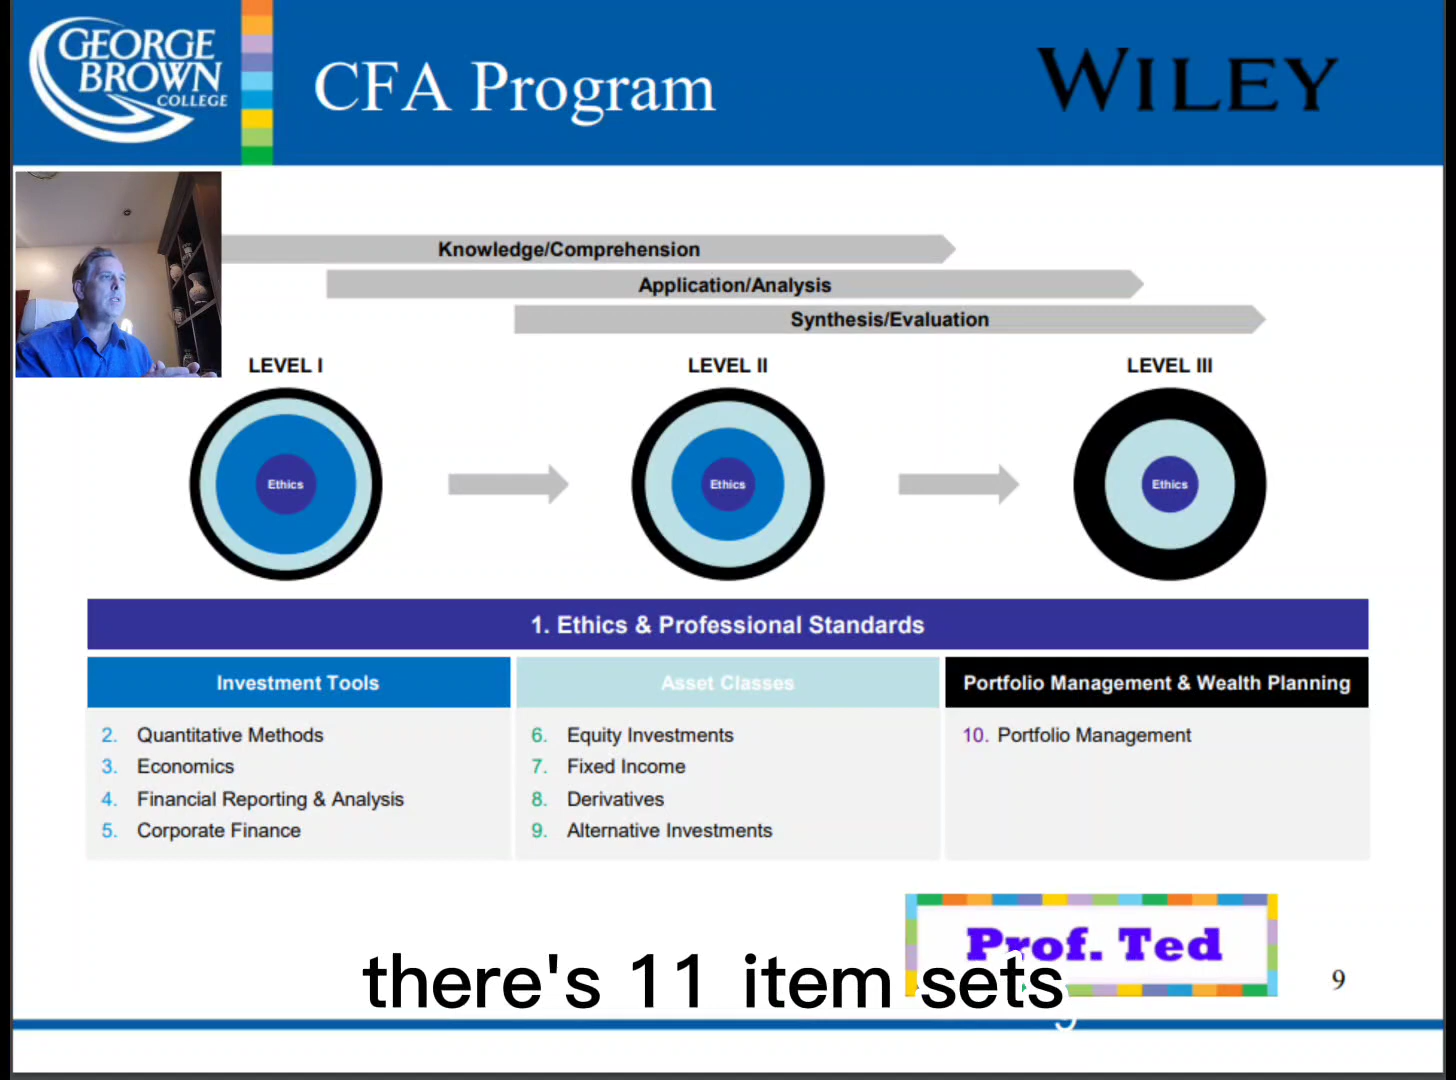 GEORGE
BROWN
COLLEGE
CFA Program
WILEY
Knowledge/Comprehension
Application/Analysis
Synthesis/Evaluation
LEVEL I
LEVEL II
LEVEL III
Ethics
Ethics
Ethics
1. Ethics & Professional Standards
Investment Tools
2. Quantitative Methods
3. Economics
4. Financial Reporting & Analysis
5. Corporate Finance
Asset Classes
6. Equity Investments
7. Fixed Income
8. Derivatives
9. Alternative Investments
Portfolio Management & Wealth Planning
10. Portfolio Management
Prof. Ted
there's 11 item sets
9